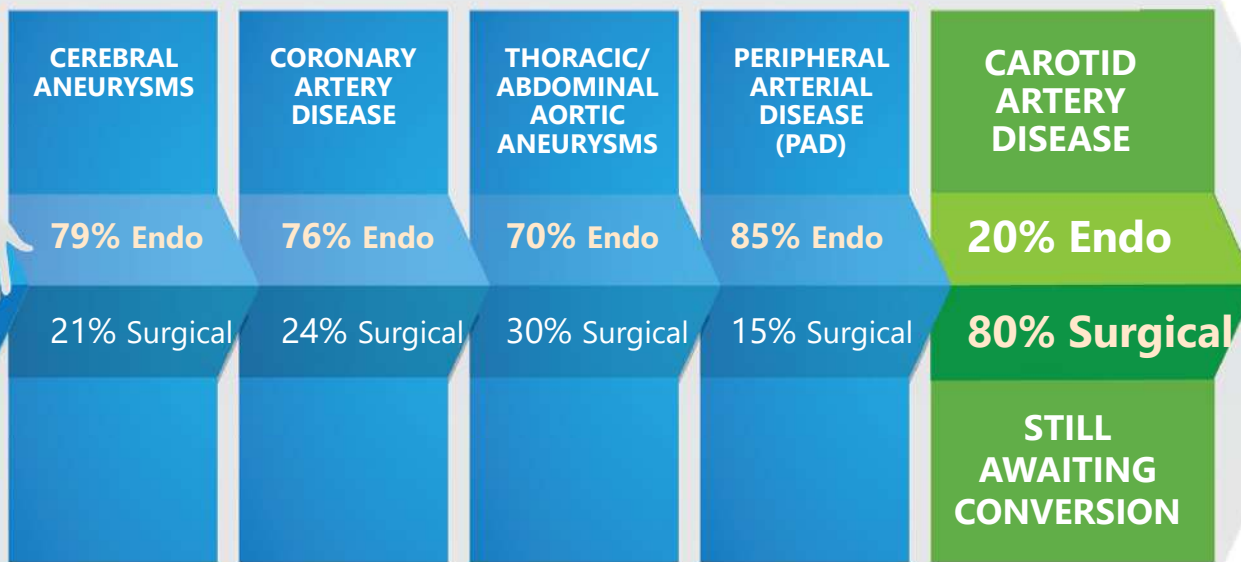 CEREBRAL
ANEURYSMS
79% Endo
21% Surgical
CORONARY
ARTERY
DISEASE
76% Endo
24% Surgical
THORACIC/
ABDOMINAL
AORTIC
ANEURYSMS
70% Endo
30% Surgical
PERIPHERAL
ARTERIAL
DISEASE
(PAD)
85% Endo
15% Surgical
CAROTID
ARTERY
DISEASE
20% Endo
80% Surgical
STILL
AWAITING
CONVERSION